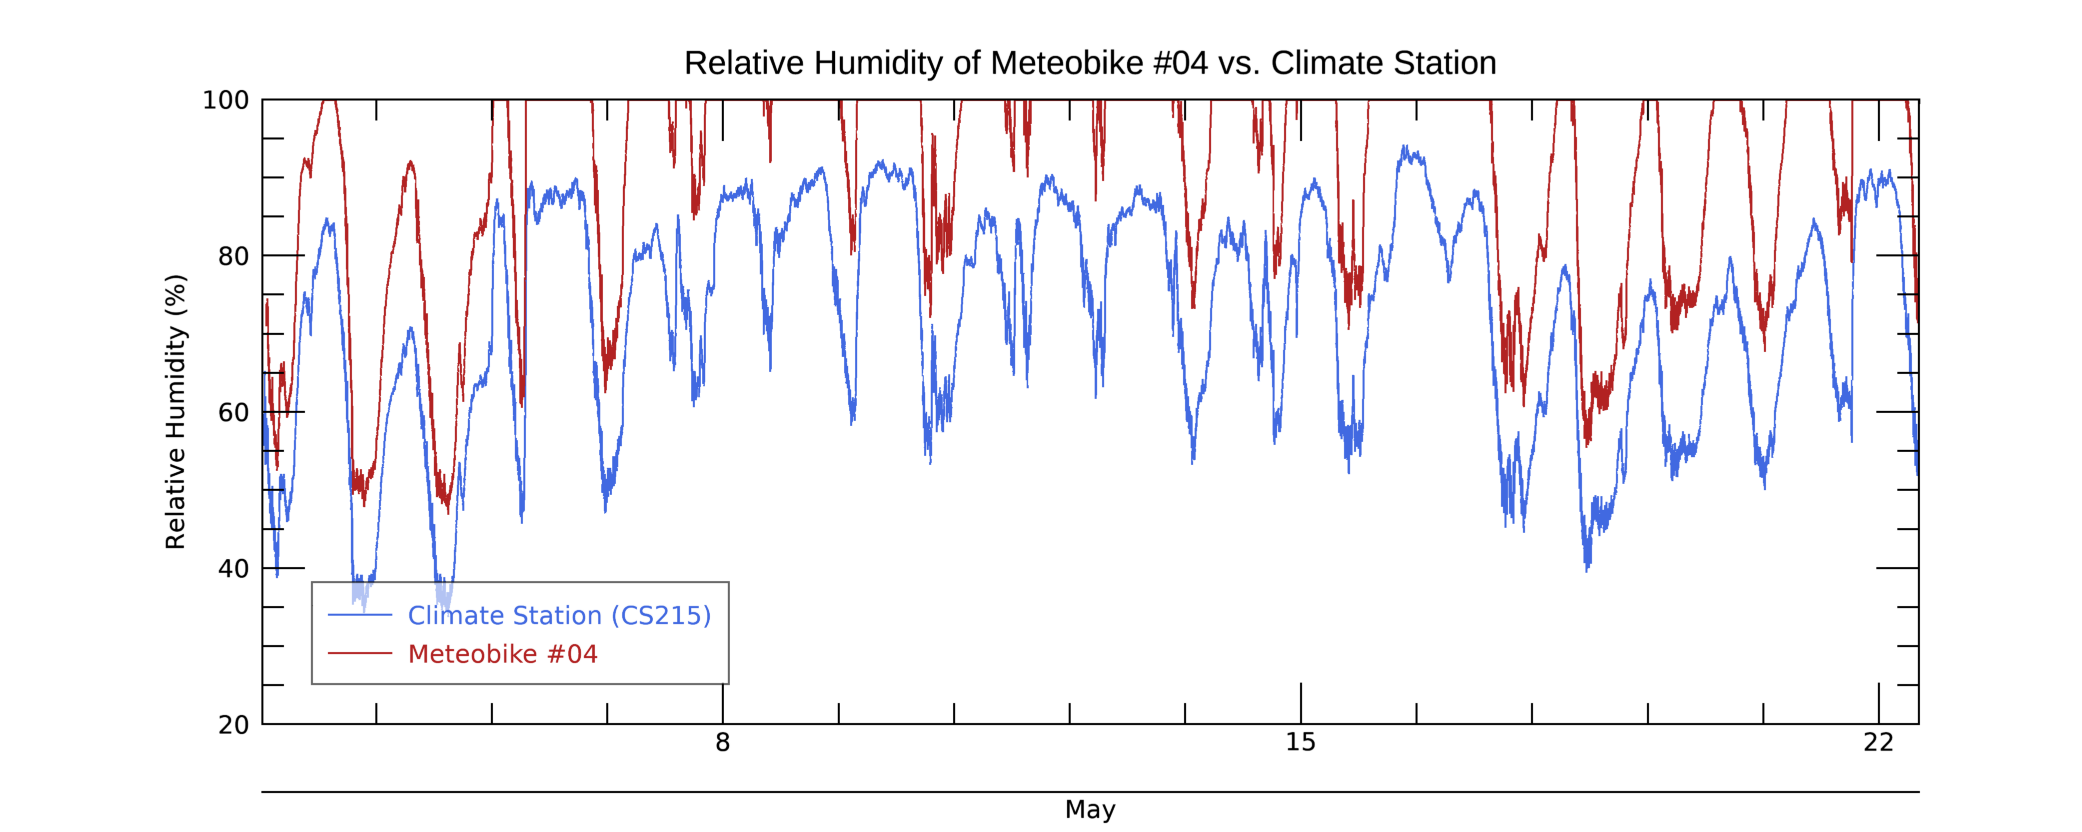 Relative Humidity of Meteobike #04 vs. Climate Station
Relative Humidity (%)
100
80
60
40
20
Climate Station (CS215)
Meteobike #04
8
15
22
May